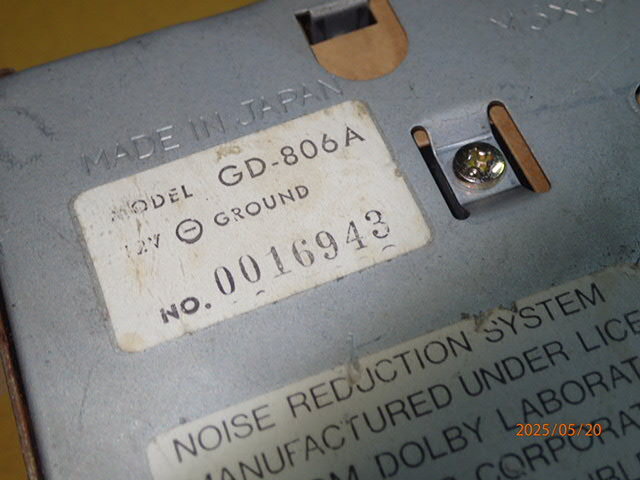 MADE IN JAPAN
MODEL GD-806A
12V ⊖ GROUND
NO. 0016943
NOISE REDUCTION SYSTEM
MANUFACTURED UNDER LICE
DOLBY LABORAT
CORPORAT
2025/05/20